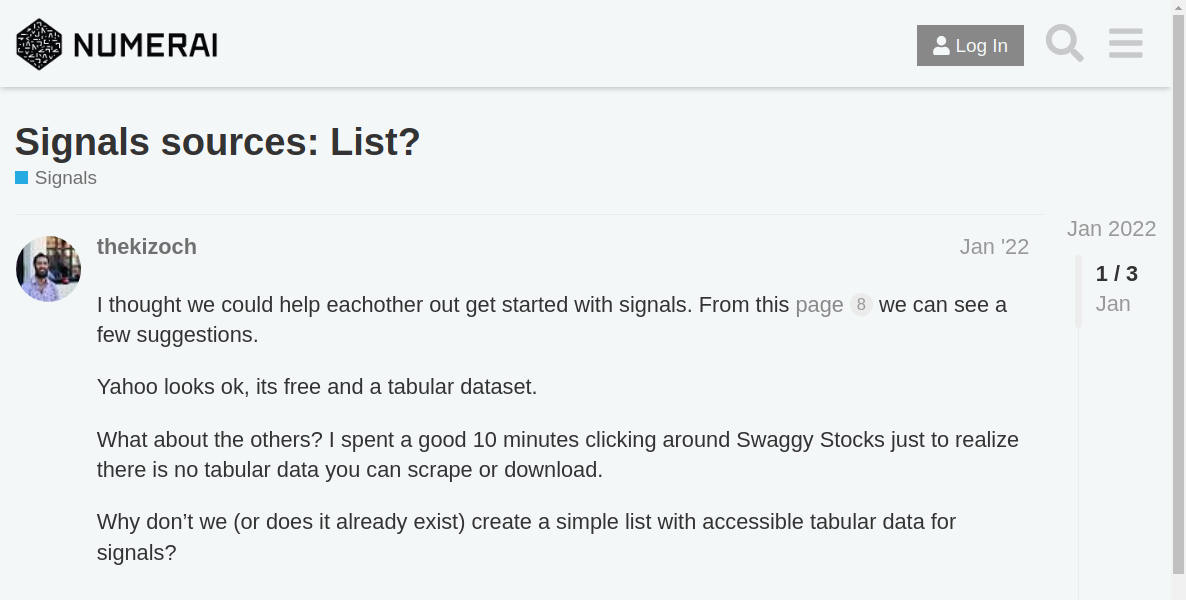 NUMERAI
Log In
Signals sources: List?
Signals
Jan 2022
thekizoch
Jan '22
1 / 3
Jan
I thought we could help eachother out get started with signals. From this page 8 we can see a
few suggestions.
Yahoo looks ok, its free and a tabular dataset.
What about the others? I spent a good 10 minutes clicking around Swaggy Stocks just to realize
there is no tabular data you can scrape or download.
Why don’t we (or does it already exist) create a simple list with accessible tabular data for
signals?